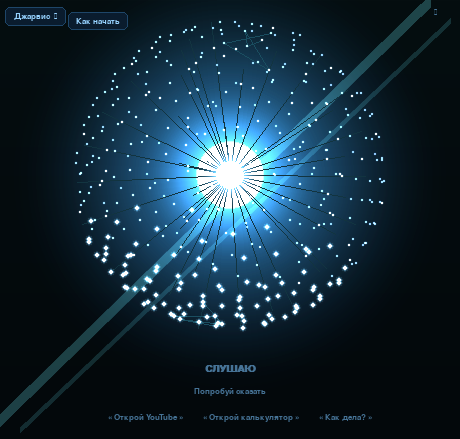 Джарвис
Как начать
СЛУШАЮ
Попробуй сказать
«Открой YouTube»
«Открой калькулятор»
«Как дела?»